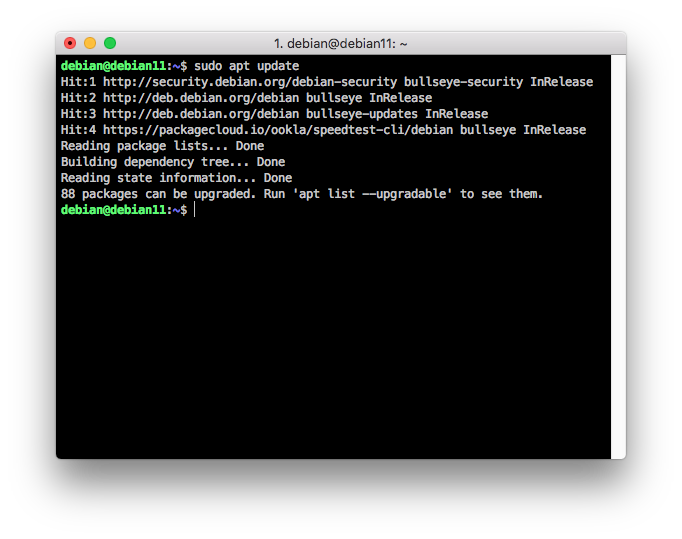 1. debian@debian11: ~
debian@debian11:~$ sudo apt update
Hit:1 http://security.debian.org/debian-security bullseye-security InRelease
Hit:2 http://deb.debian.org/debian bullseye InRelease
Hit:3 http://deb.debian.org/debian bullseye-updates InRelease
Hit:4 https://packagecloud.io/ookla/speedtest-cli/debian bullseye InRelease
Reading package lists... Done
Building dependency tree... Done
Reading state information... Done
88 packages can be upgraded. Run 'apt list --upgradable' to see them.
debian@debian11:~$